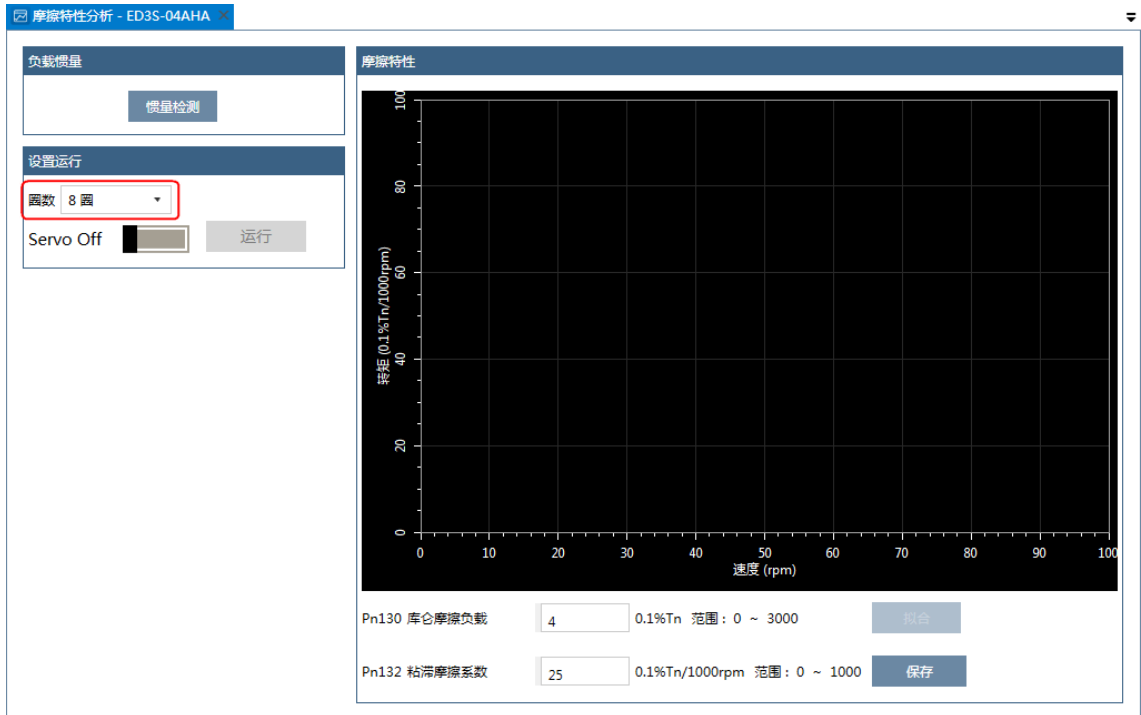 摩擦特性分析 - ED3S-04AHA
负载惯量
惯量检测
设置运行
圈数 8 圈
Servo Off 运行
摩擦特性
转矩 (0.1%Tn/1000rpm)
100
80
60
40
20
0
0 10 20 30 40 50 60 70 80 90 100
速度 (rpm)
Pn130 库仑摩擦负载 4 0.1%Tn 范围: 0 ~ 3000 拟合
Pn132 粘滞摩擦系数 25 0.1%Tn/1000rpm 范围: 0 ~ 1000 保存